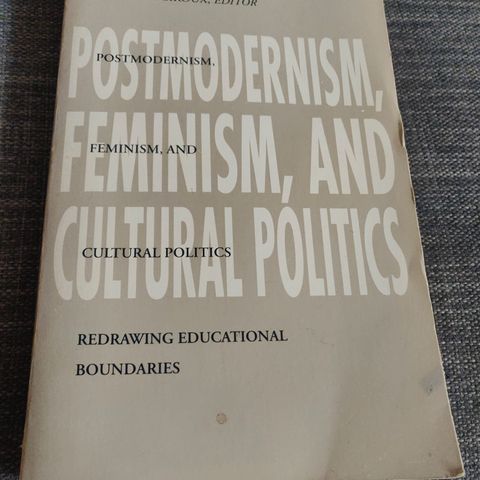 EDITOR
POSTMODERNISM,
POSTMODERNISM,
FEMINISM, AND
FEMINISM, AND
CULTURAL POLITICS
CULTURAL POLITICS
REDRAWING EDUCATIONAL
BOUNDARIES